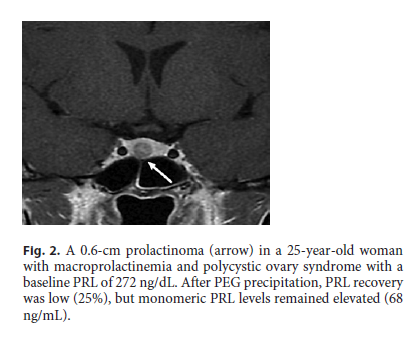 Fig. 2. A 0.6-cm prolactinoma (arrow) in a 25-year-old woman
with macroprolactinemia and polycystic ovary syndrome with a
baseline PRL of 272 ng/dL. After PEG precipitation, PRL recovery
was low (25%), but monomeric PRL levels remained elevated (68
ng/mL).